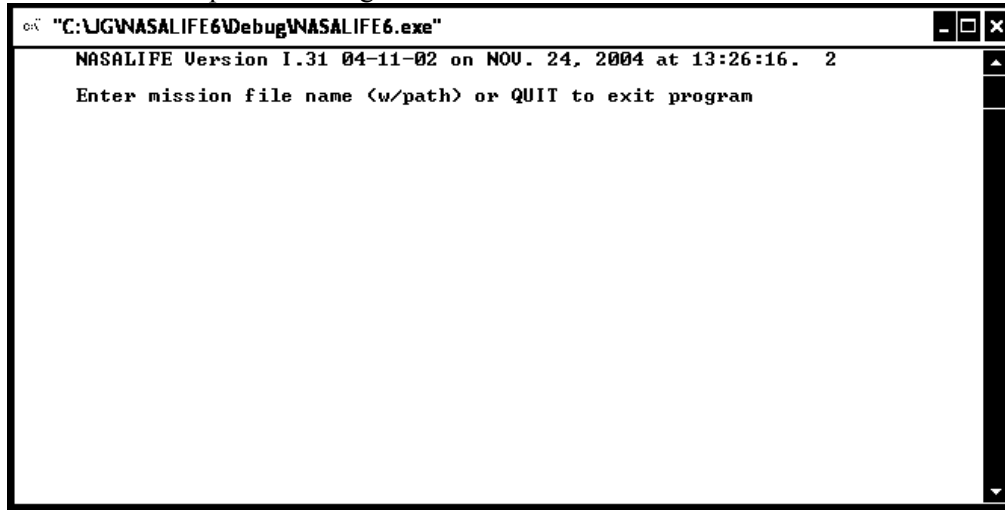 "C:\JG\NASALIFE6\Debug\NASALIFE6.exe"
NASALIFE Version I.31 04-11-02 on NOV. 24, 2004 at 13:26:16. 2
Enter mission file name (w/path) or QUIT to exit program